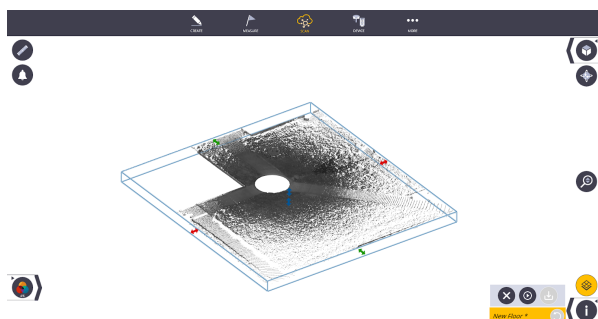 CREATE
MEASURE
SCAN
DEVICE
MORE
New Floor *